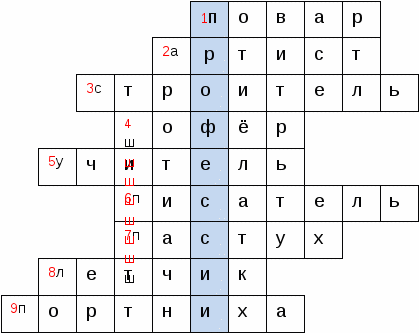 1повар
2артист
3строитель
4шофёр
5учитель
6писатель
7пастух
8летчик
9портниха